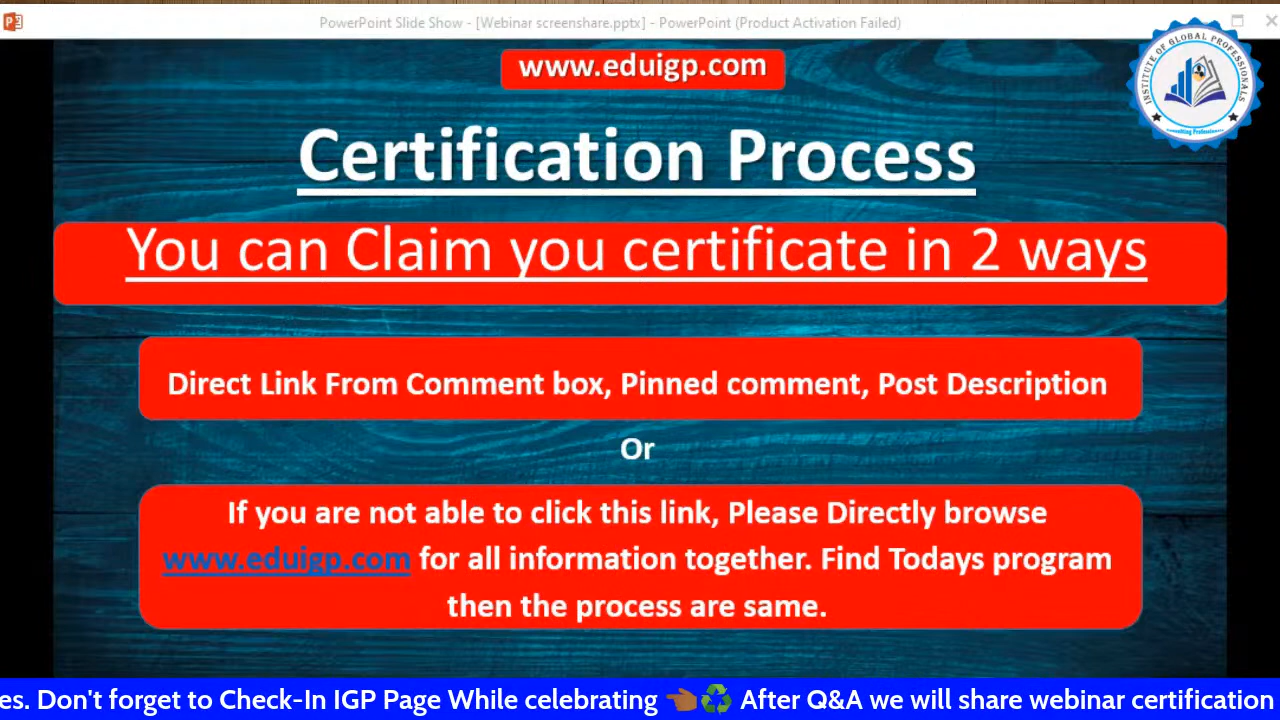 PowerPoint Slide Show - [Webinar screenshare.pptx] - PowerPoint (Product Activation Failed)
www.eduigp.com
INSTITUTE OF GLOBAL PROFESSIONALS
Consulting Professionals
Certification Process
You can Claim you certificate in 2 ways
Direct Link From Comment box, Pinned comment, Post Description
Or
If you are not able to click this link, Please Directly browse
www.eduigp.com for all information together. Find Todays program
then the process are same.
es. Don't forget to Check-In IGP Page While celebrating 👈🏾♻️ After Q&A we will share webinar certification